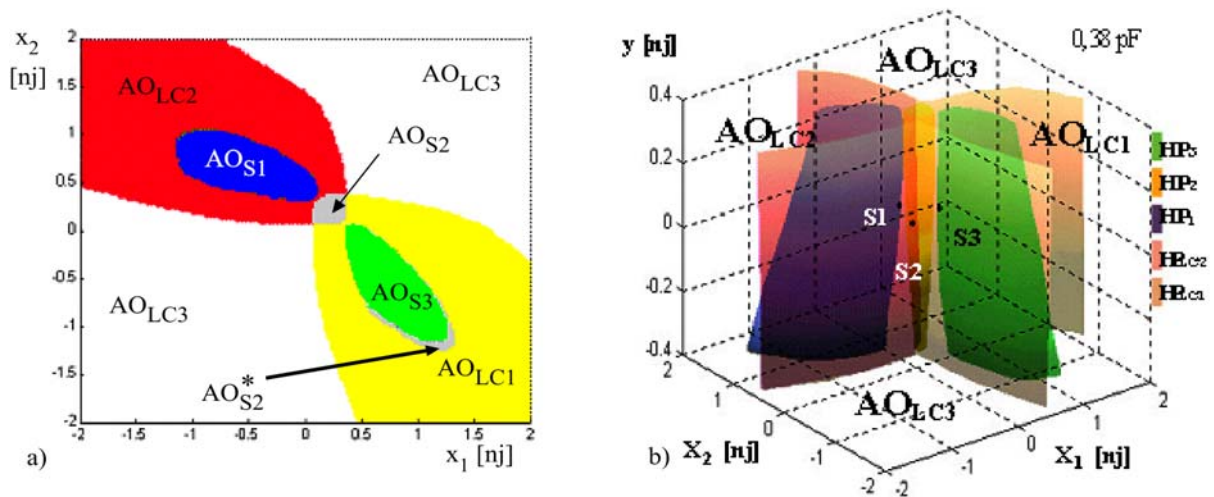 x2
[nj]
2
1.5
1
0.5
0
-0.5
-1
-1.5
-2
AOLC3
AOLC2
AOS2
AOS1
AOS3
AOLC3
AOLC1
AO*S2
-2 -1.5 -1 -0.5 0 0.5 1 1.5 2
x1 [nj]
a)
y [nj]
0,38 pF
AOLC3
0.4
0.2
0
-0.2
-0.4
AOLC2
AOLC1
S1
S2
S3
HP3
HP2
HP1
HPLC2
HPLC1
AOLC3
2
1
0
-1
-2
X2 [nj]
-2
-1
0
1
2
X1 [nj]
b)